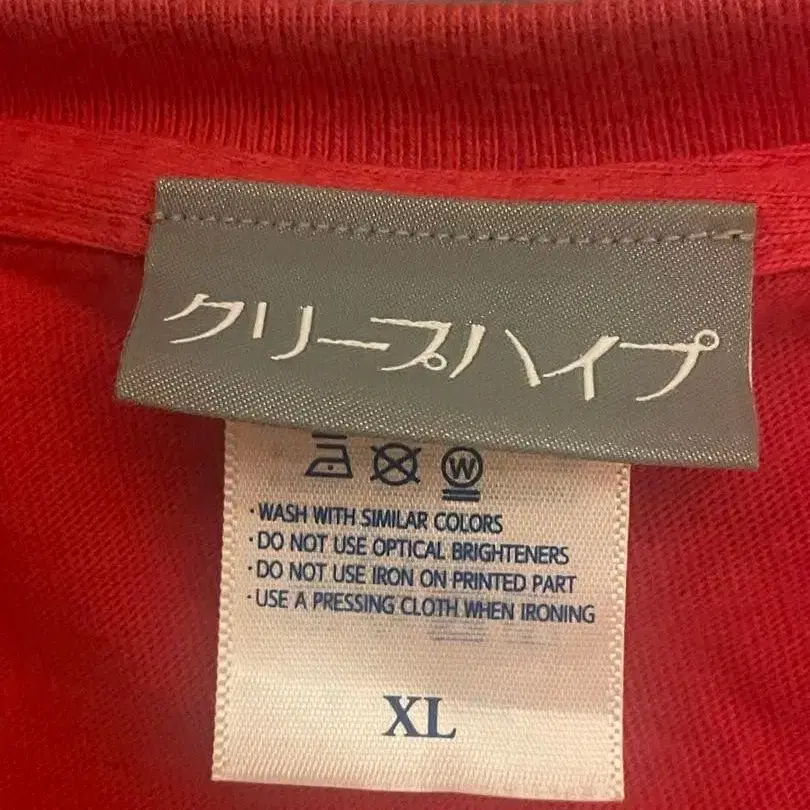 クリープハイプ
W
·WASH WITH SIMILAR COLORS
·DO NOT USE OPTICAL BRIGHTENERS
·DO NOT USE IRON ON PRINTED PART
·USE A PRESSING CLOTH WHEN IRONING
XL